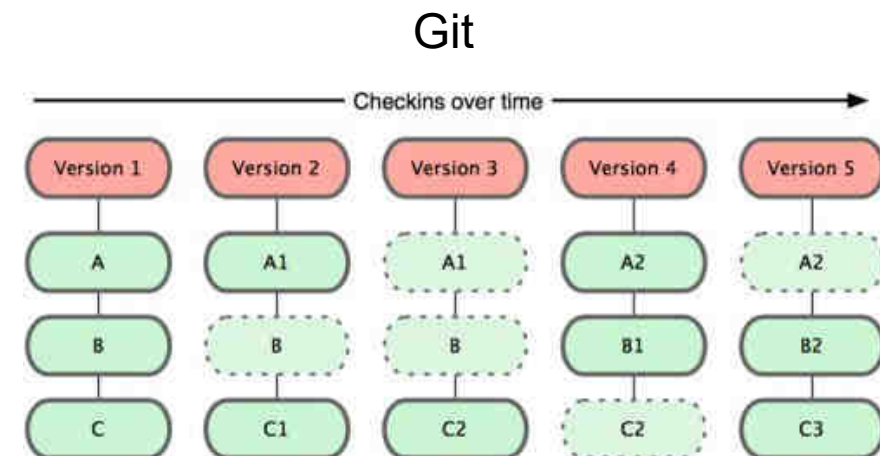 Git
Checkins over time
Version 1 Version 2 Version 3 Version 4 Version 5
A A1 A1 A2 A2
B B B B1 B2
C C1 C2 C2 C3